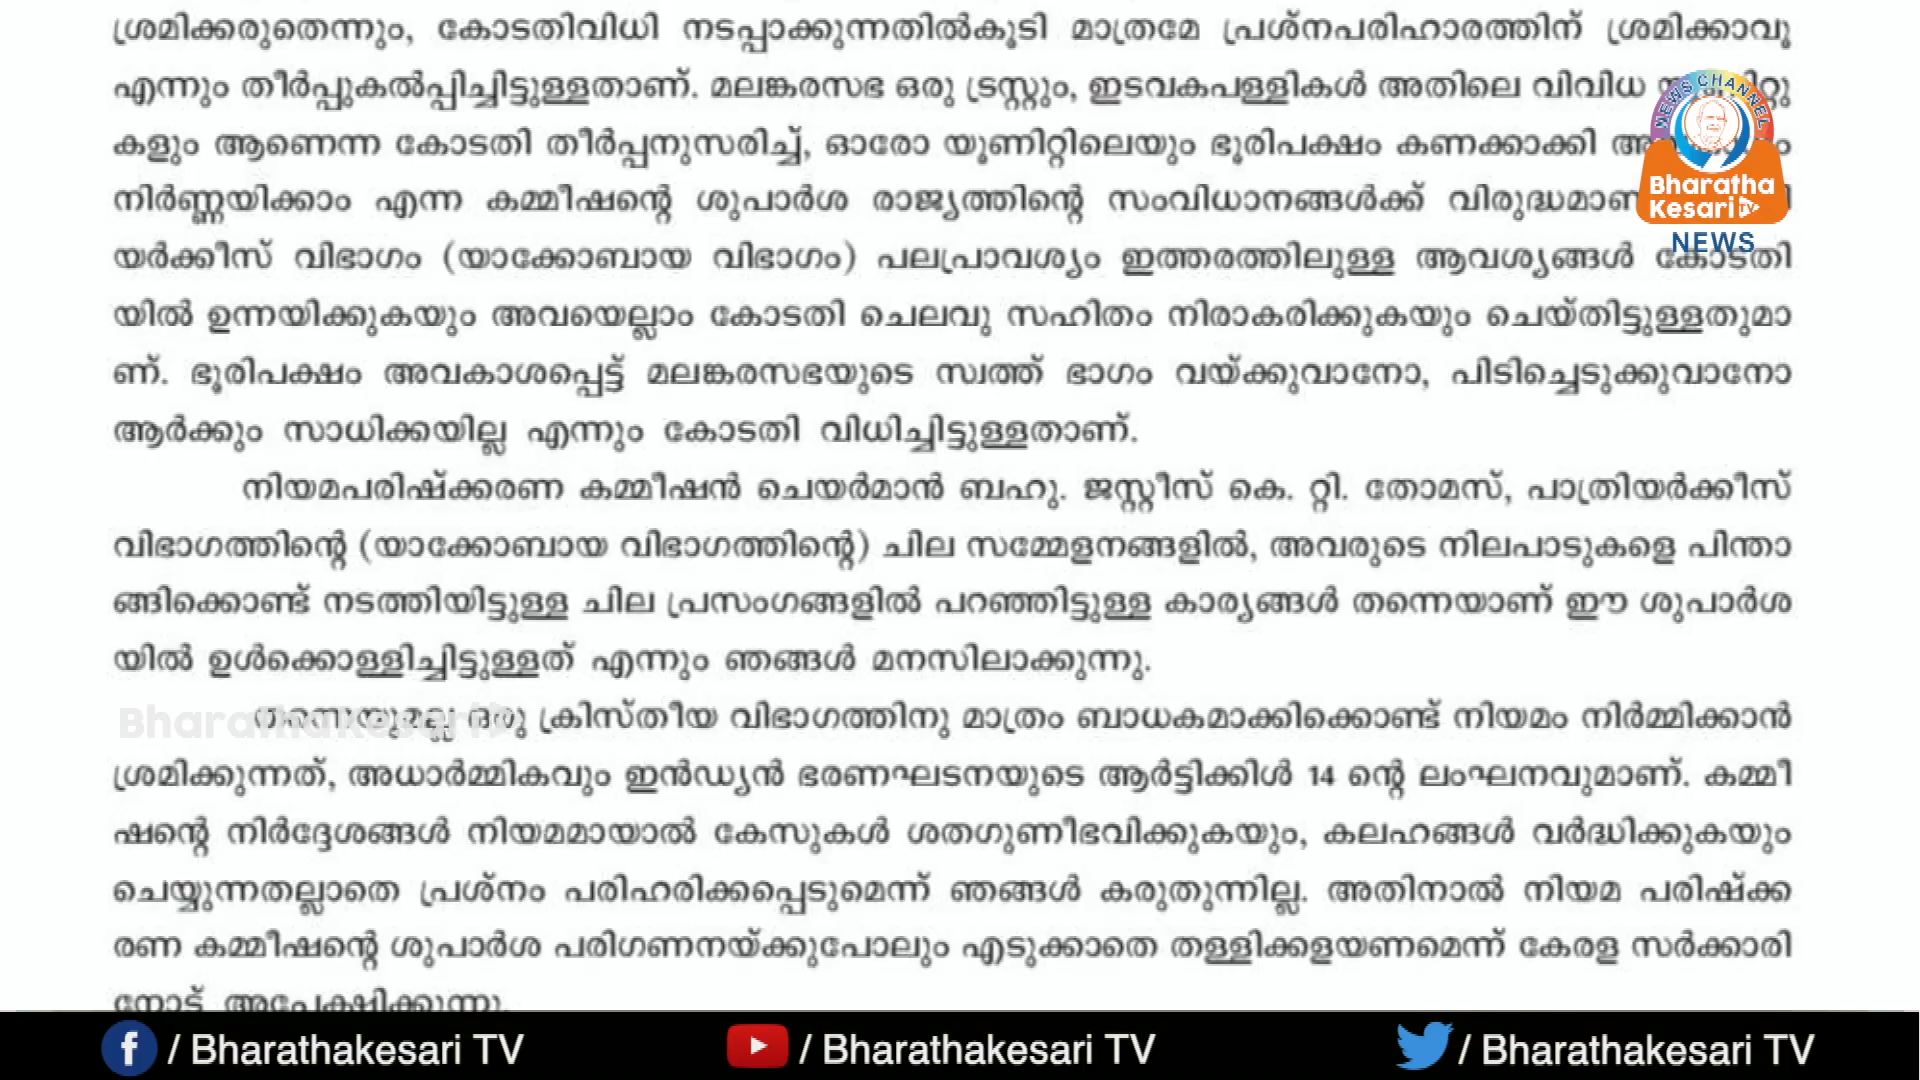 ശ്രമിക്കരുതെന്നും, കോടതിവിധി നടപ്പാക്കുന്നതിൽകൂടി മാത്രമേ പ്രശ്നപരിഹാരത്തിന് ശ്രമിക്കാവൂ
എന്നും തീർപ്പുകൽപ്പിച്ചിട്ടുള്ളതാണ്. മലങ്കരസഭ ഒരു ട്രസ്റ്റും, ഇടവകപള്ളികൾ അതിലെ വിവിധ
കളും ആണെന്ന കോടതി തീർപ്പനുസരിച്ച്, ഓരോ യൂണിറ്റിലെയും ഭൂരിപക്ഷം കണക്കാക്കി
നിർണ്ണയിക്കാം എന്ന കമ്മീഷന്റെ ശുപാർശ രാജ്യത്തിന്റെ സംവിധാനങ്ങൾക്ക് വിരുദ്ധമാണ്
യർക്കീസ് വിഭാഗം (യാക്കോബായ വിഭാഗം) പലപ്രാവശ്യം ഇത്തരത്തിലുള്ള ആവശ്യങ്ങൾ കോടതി
യിൽ ഉന്നയിക്കുകയും അവയെല്ലാം കോടതി ചെലവു സഹിതം നിരാകരിക്കുകയും ചെയ്തിട്ടുള്ളതുമാ
ണ്. ഭൂരിപക്ഷം അവകാശപ്പെട്ട് മലങ്കരസഭയുടെ സ്വത്ത് ഭാഗം വയ്ക്കുവാനോ, പിടിച്ചെടുക്കുവാനോ
ആർക്കും സാധിക്കയില്ല എന്നും കോടതി വിധിച്ചിട്ടുള്ളതാണ്.
നിയമപരിഷ്ക്കരണ കമ്മീഷൻ ചെയർമാൻ ബഹു. ജസ്റ്റീസ് കെ. റ്റി. തോമസ്, പാത്രിയർക്കീസ്
വിഭാഗത്തിന്റെ (യാക്കോബായ വിഭാഗത്തിന്റെ) ചില സമ്മേളനങ്ങളിൽ, അവരുടെ നിലപാടുകളെ പിന്താ
ങ്ങിക്കൊണ്ട് നടത്തിയിട്ടുള്ള ചില പ്രസംഗങ്ങളിൽ പറഞ്ഞിട്ടുള്ള കാര്യങ്ങൾ തന്നെയാണ് ഈ ശുപാർശ
യിൽ ഉൾക്കൊള്ളിച്ചിട്ടുള്ളത് എന്നും ഞങ്ങൾ മനസിലാക്കുന്നു.
തന്നെയുമല്ല ഒരു ക്രിസ്തീയ വിഭാഗത്തിനു മാത്രം ബാധകമാക്കിക്കൊണ്ട് നിയമം നിർമ്മിക്കാൻ
ശ്രമിക്കുന്നത്, അധാർമ്മികവും ഇൻഡ്യൻ ഭരണഘടനയുടെ ആർട്ടിക്കിൾ 14 ന്റെ ലംഘനവുമാണ്. കമ്മീ
ഷന്റെ നിർദ്ദേശങ്ങൾ നിയമമായാൽ കേസുകൾ ശതഗുണീഭവിക്കുകയും, കലഹങ്ങൾ വർദ്ധിക്കുകയും
ചെയ്യുന്നതല്ലാതെ പ്രശ്നം പരിഹരിക്കപ്പെടുമെന്ന് ഞങ്ങൾ കരുതുന്നില്ല. അതിനാൽ നിയമ പരിഷ്ക്ക
രണ കമ്മീഷന്റെ ശുപാർശ പരിഗണനയ്ക്കുപോലും എടുക്കാതെ തള്ളിക്കളയണമെന്ന് കേരള സർക്കാരി
നോട് അപേക്ഷിക്കുന്നു.
NEWS CHANNEL
Bharatha
Kesari TV
NEWS
Bharathakesari
/ Bharathakesari TV
/ Bharathakesari TV
/ Bharathakesari TV